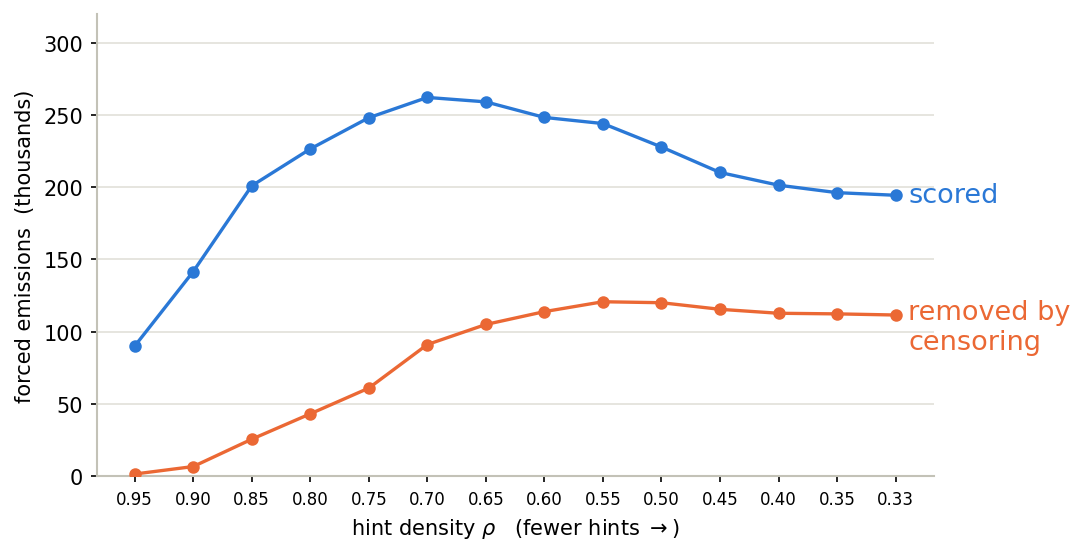 forced emissions (thousands)
300
250
200
150
100
50
0
scored
removed by
censoring
0.95 0.90 0.85 0.80 0.75 0.70 0.65 0.60 0.55 0.50 0.45 0.40 0.35 0.33
hint density ρ (fewer hints →)